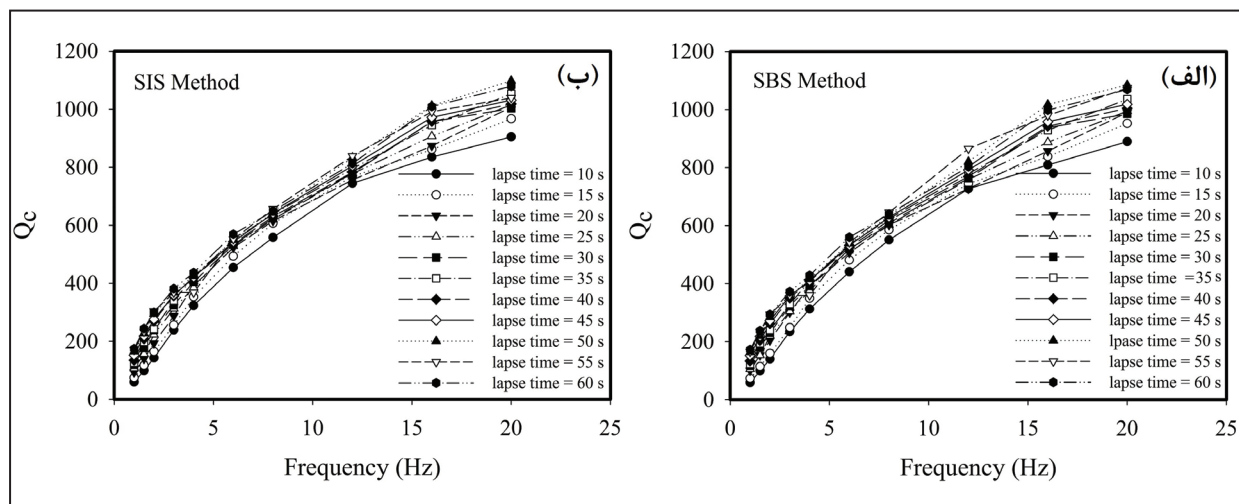 1200
1000
800
600
400
200
0
Qc
SIS Method
(ب)
lapse time = 10 s
lapse time = 15 s
lapse time = 20 s
lapse time = 25 s
lapse time = 30 s
lapse time = 35 s
lapse time = 40 s
lapse time = 45 s
lapse time = 50 s
lapse time = 55 s
lapse time = 60 s
0 5 10 15 20 25
Frequency (Hz)
1200
1000
800
600
400
200
0
Qc
SBS Method
(الف)
lapse time = 10 s
lapse time = 15 s
lapse time = 20 s
lapse time = 25 s
lapse time = 30 s
lapse time =35 s
lapse time = 40 s
lapse time = 45 s
lpase time = 50 s
lapse time = 55 s
lapse time = 60 s
0 5 10 15 20 25
Frequency (Hz)